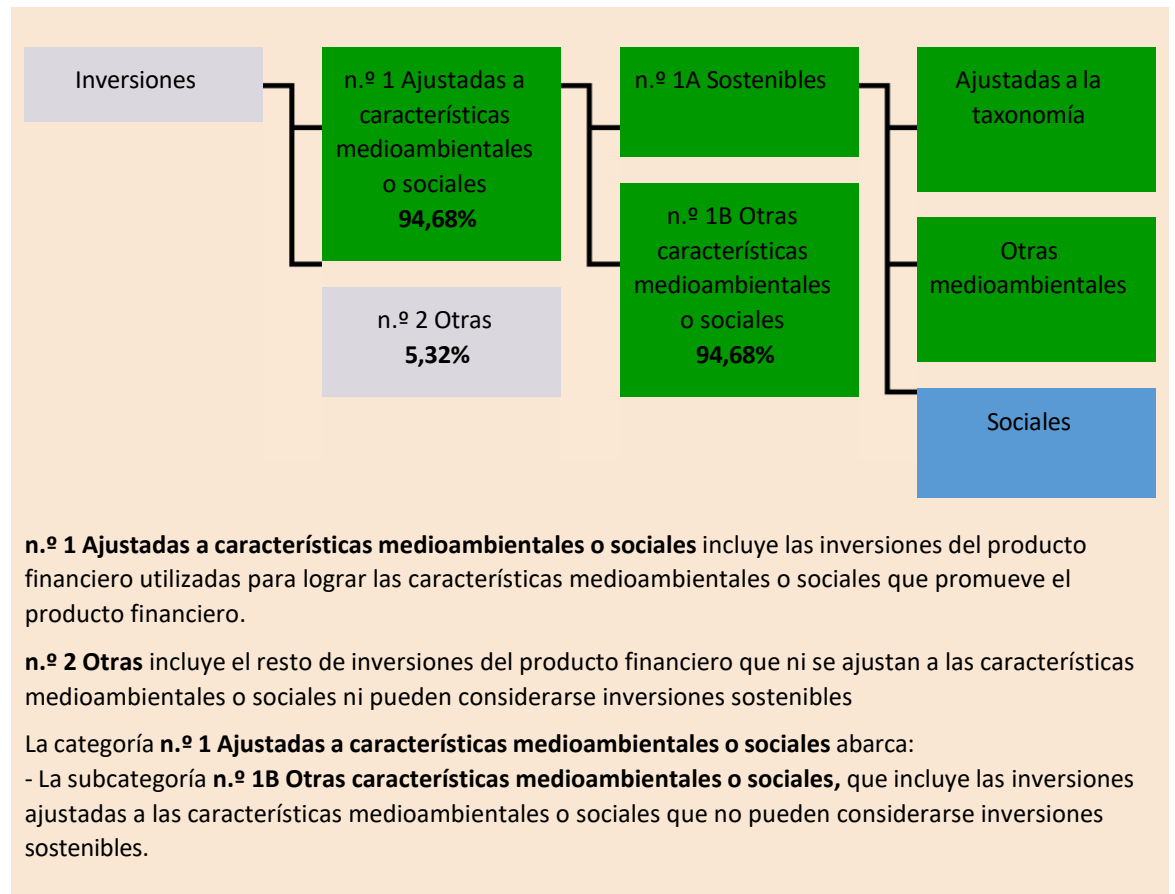 Inversiones
n.º 1 Ajustadas a
características
medioambientales
o sociales
94,68%
n.º 2 Otras
5,32%
n.º 1A Sostenibles
n.º 1B Otras
características
medioambientales
o sociales
94,68%
Ajustadas a la
taxonomía
Otras
medioambientales
Sociales
n.º 1 Ajustadas a características medioambientales o sociales incluye las inversiones del producto
financiero utilizadas para lograr las características medioambientales o sociales que promueve el
producto financiero.
n.º 2 Otras incluye el resto de inversiones del producto financiero que ni se ajustan a las características
medioambientales o sociales ni pueden considerarse inversiones sostenibles
La categoría n.º 1 Ajustadas a características medioambientales o sociales abarca:
- La subcategoría n.º 1B Otras características medioambientales o sociales, que incluye las inversiones
ajustadas a las características medioambientales o sociales que no pueden considerarse inversiones
sostenibles.